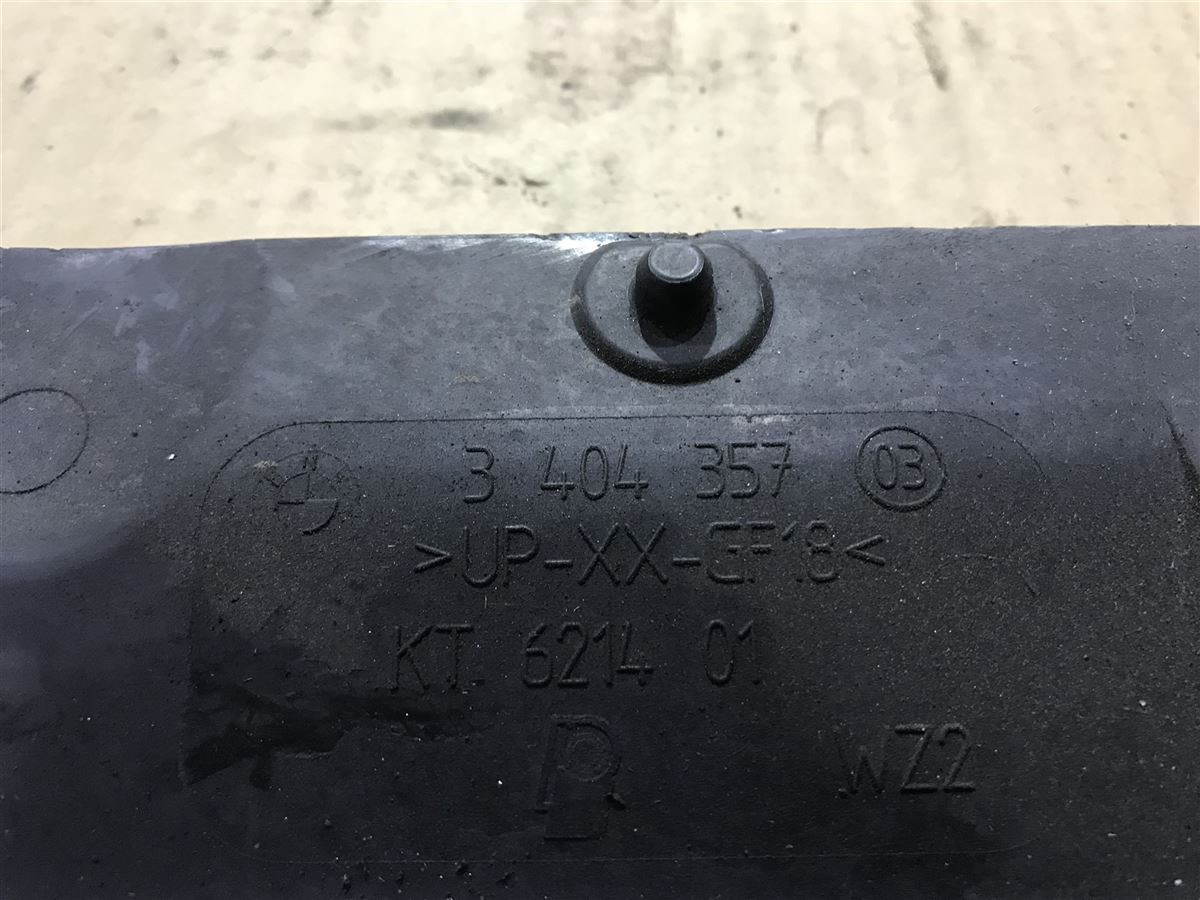 3 404 357 03
>UP-XX-GF18<
KT 6214 01
WZ2